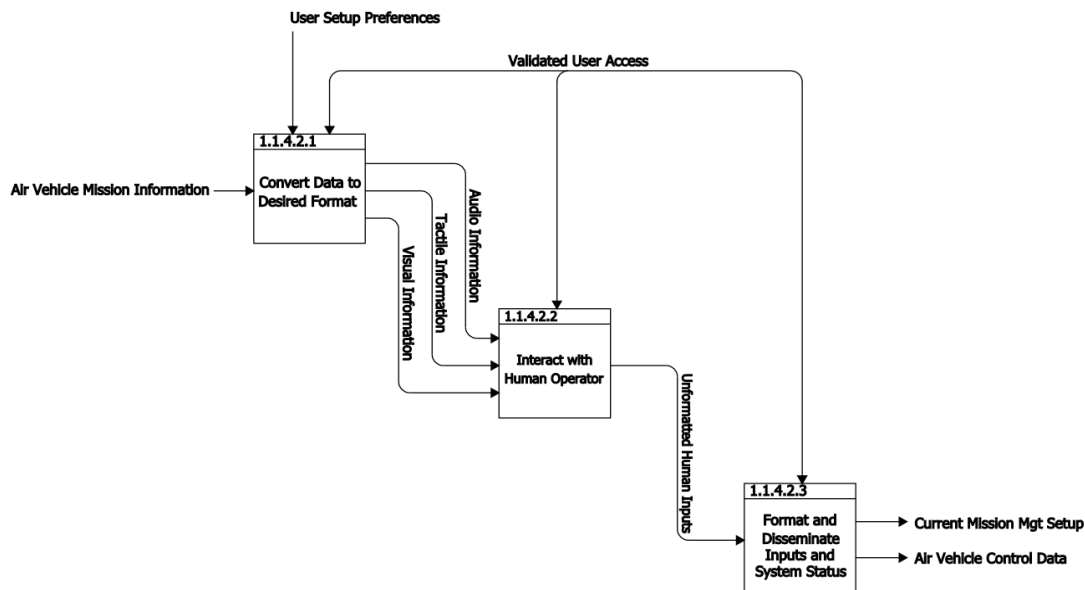 User Setup Preferences
Validated User Access
1.1.4.2.1
Air Vehicle Mission Information
Convert Data to
Desired Format
Audio Information
Tactile Information
Visual Information
1.1.4.2.2
Interact with
Human Operator
Unformatted Human Inputs
1.1.4.2.3
Format and
Disseminate
Inputs and
System Status
Current Mission Mgt Setup
Air Vehicle Control Data